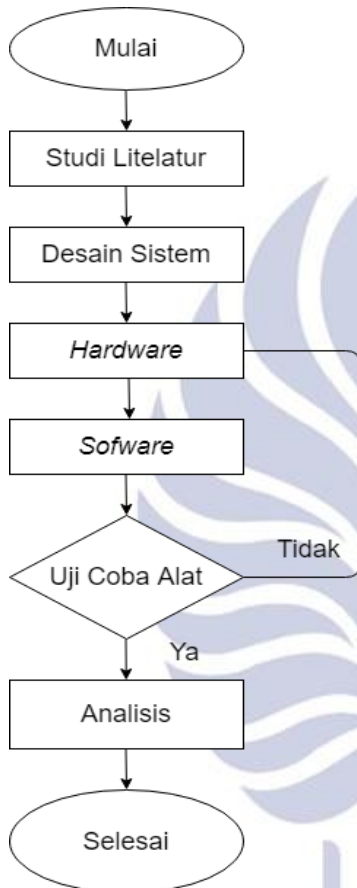 Mulai
Studi Litelatur
Desain Sistem
Hardware
Sofware
Uji Coba Alat
Tidak
Ya
Analisis
Selesai